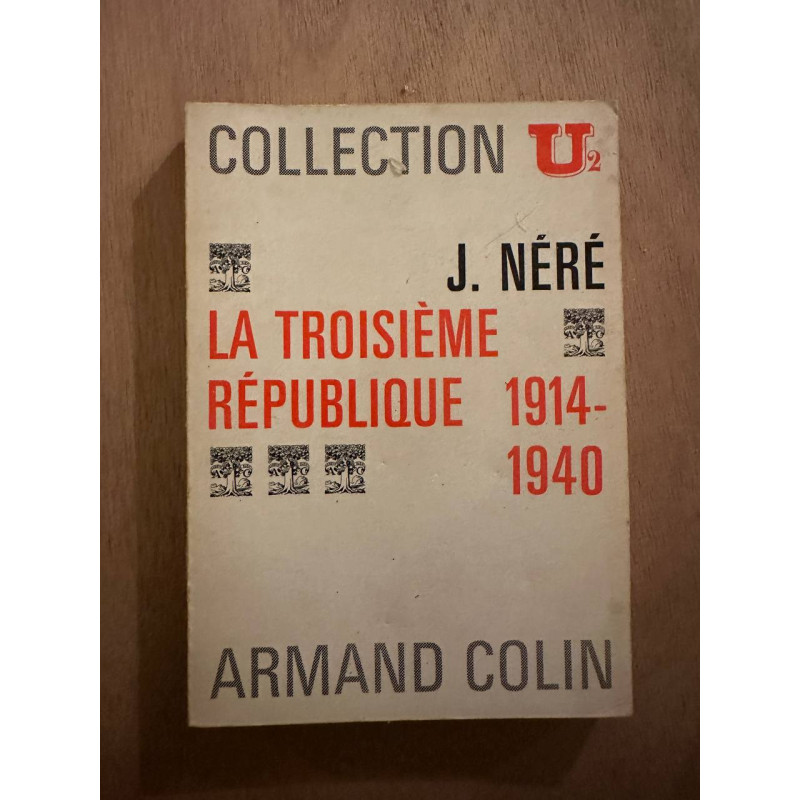 COLLECTION U2
J. NÉRÉ
LA TROISIÈME
RÉPUBLIQUE 1914-
1940
ARMAND COLIN